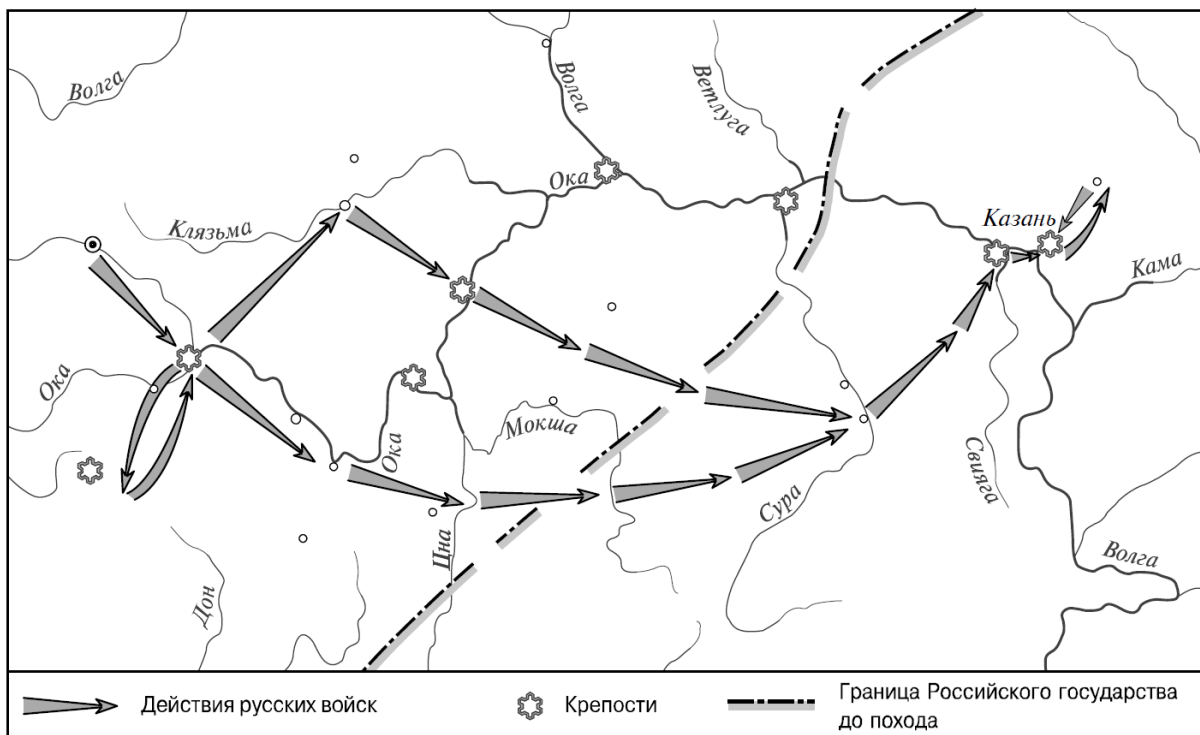 Волга
Волга
Ветлуга
Ока
Клязьма
Казань
Кама
Ока
Мокша
Ока
Свияга
Сура
Цна
Дон
Волга
Действия русских войск
Крепости
Граница Российского государства
до похода